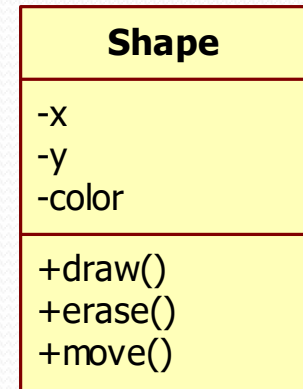 Shape
-x
-y
-color
+draw()
+erase()
+move()